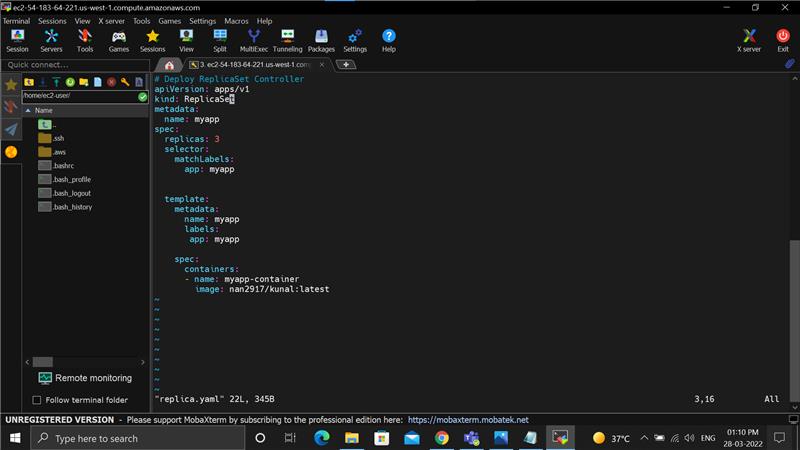 ec2-54-183-64-221.us-west-1.compute.amazonaws.com
Terminal Sessions View X server Tools Games Settings Macros Help
Session Servers Tools Games Sessions View Split MultiExec Tunneling Packages Settings Help X server Exit
Quick connect...
3. ec2-54-183-64-221.us-west-1.comp
/home/ec2-user/
Name
..
.ssh
.aws
.bashrc
.bash_profile
.bash_logout
.bash_history
Remote monitoring
Follow terminal folder
# Deploy ReplicaSet Controller
apiVersion: apps/v1
kind: ReplicaSet
metadata:
  name: myapp
spec:
  replicas: 3
  selector:
    matchLabels:
      app: myapp
  template:
    metadata:
      name: myapp
      labels:
       app: myapp
    spec:
      containers:
      - name: myapp-container
        image: nan2917/kunal:latest
~
~
~
~
~
~
~
~
~
~
"replica.yaml" 22L, 345B 3,16 All
UNREGISTERED VERSION - Please support MobaXterm by subscribing to the professional edition here: https://mobaxterm.mobatek.net
Type here to search
37°C
ENG
01:10 PM
28-03-2022